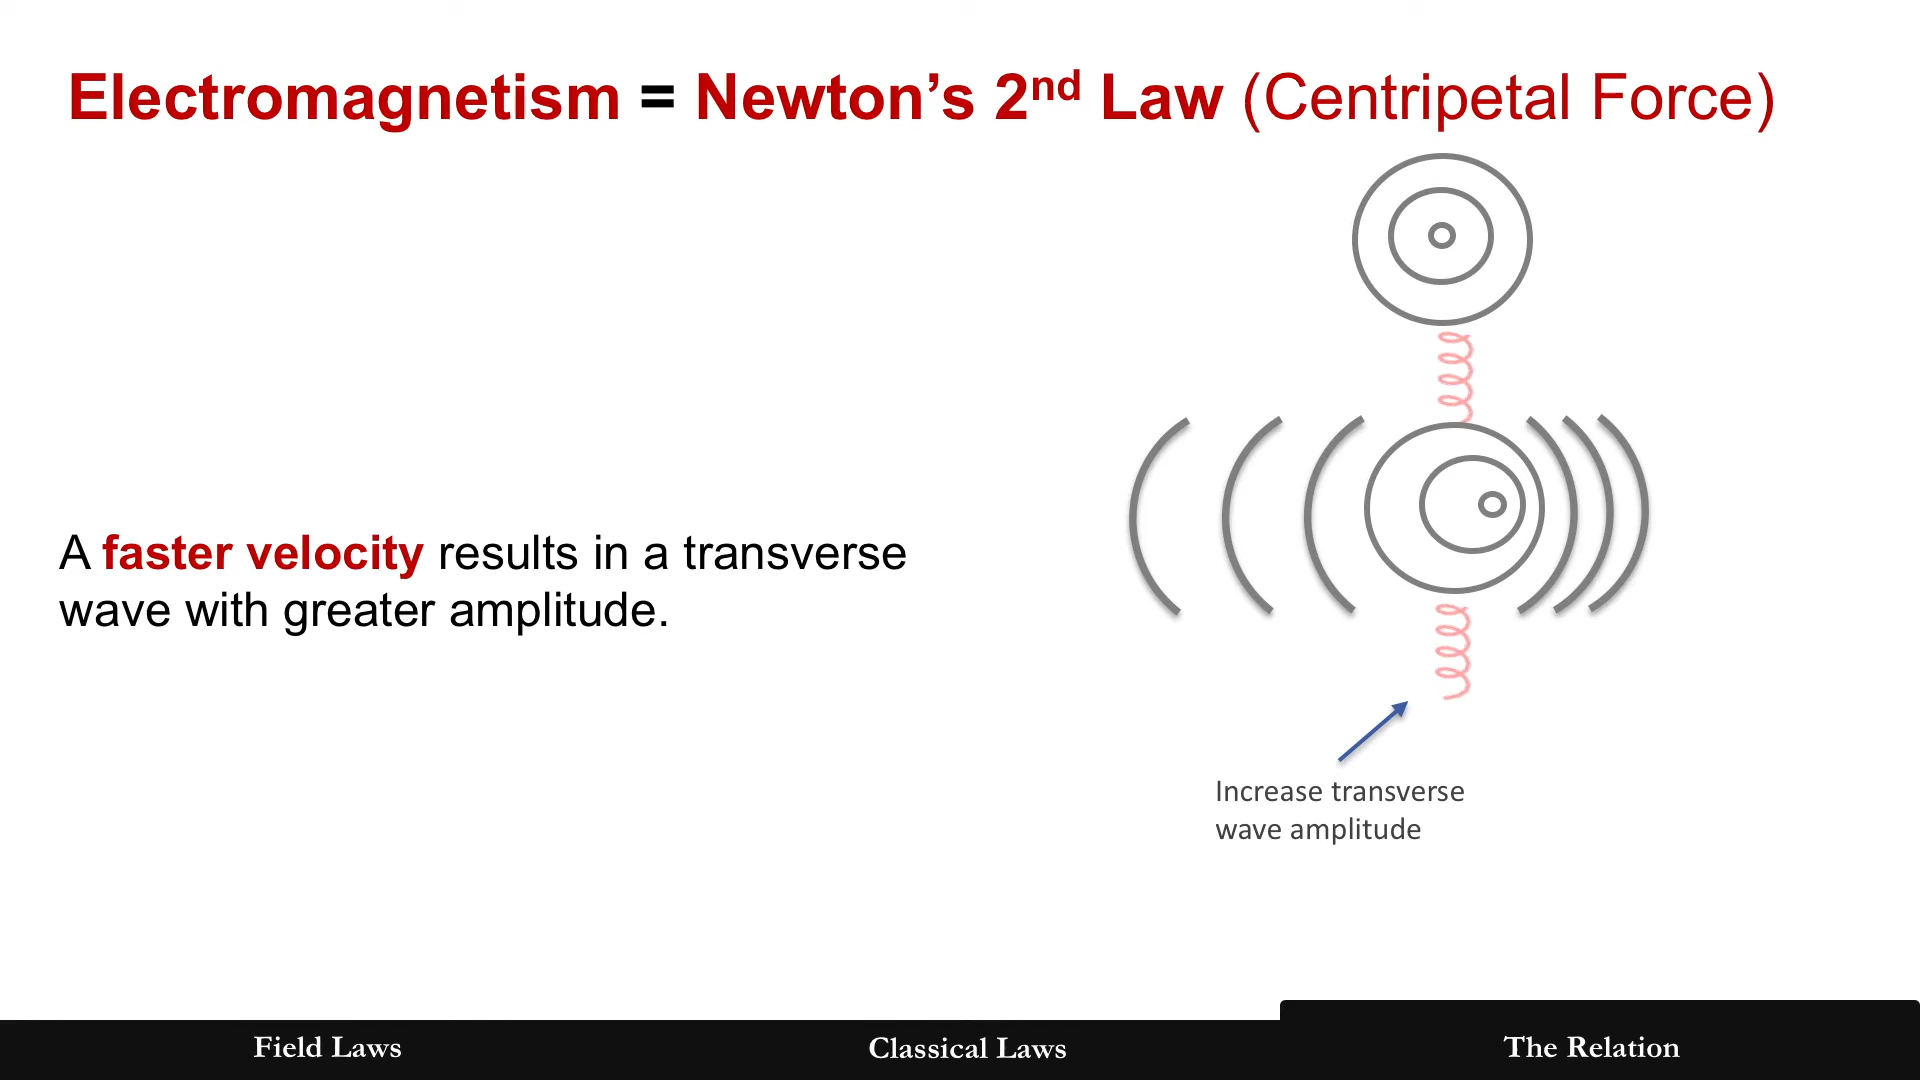 Electromagnetism = Newton’s 2nd Law (Centripetal Force)
A faster velocity results in a transverse
wave with greater amplitude.
Increase transverse
wave amplitude
Field Laws
Classical Laws
The Relation